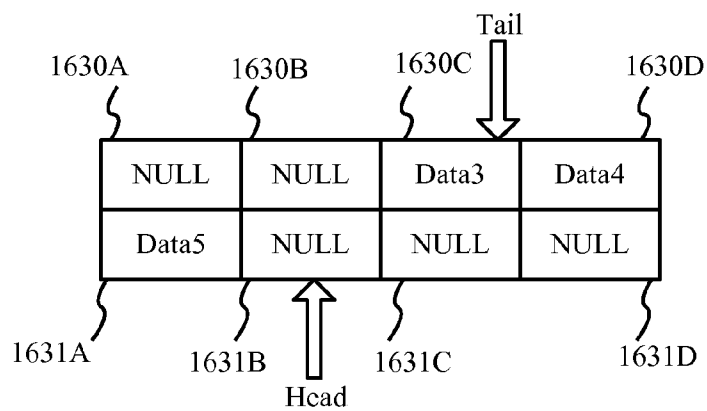 Tail
1630A 1630B 1630C 1630D
NULL NULL Data3 Data4
Data5 NULL NULL NULL
1631A 1631B 1631C 1631D
Head